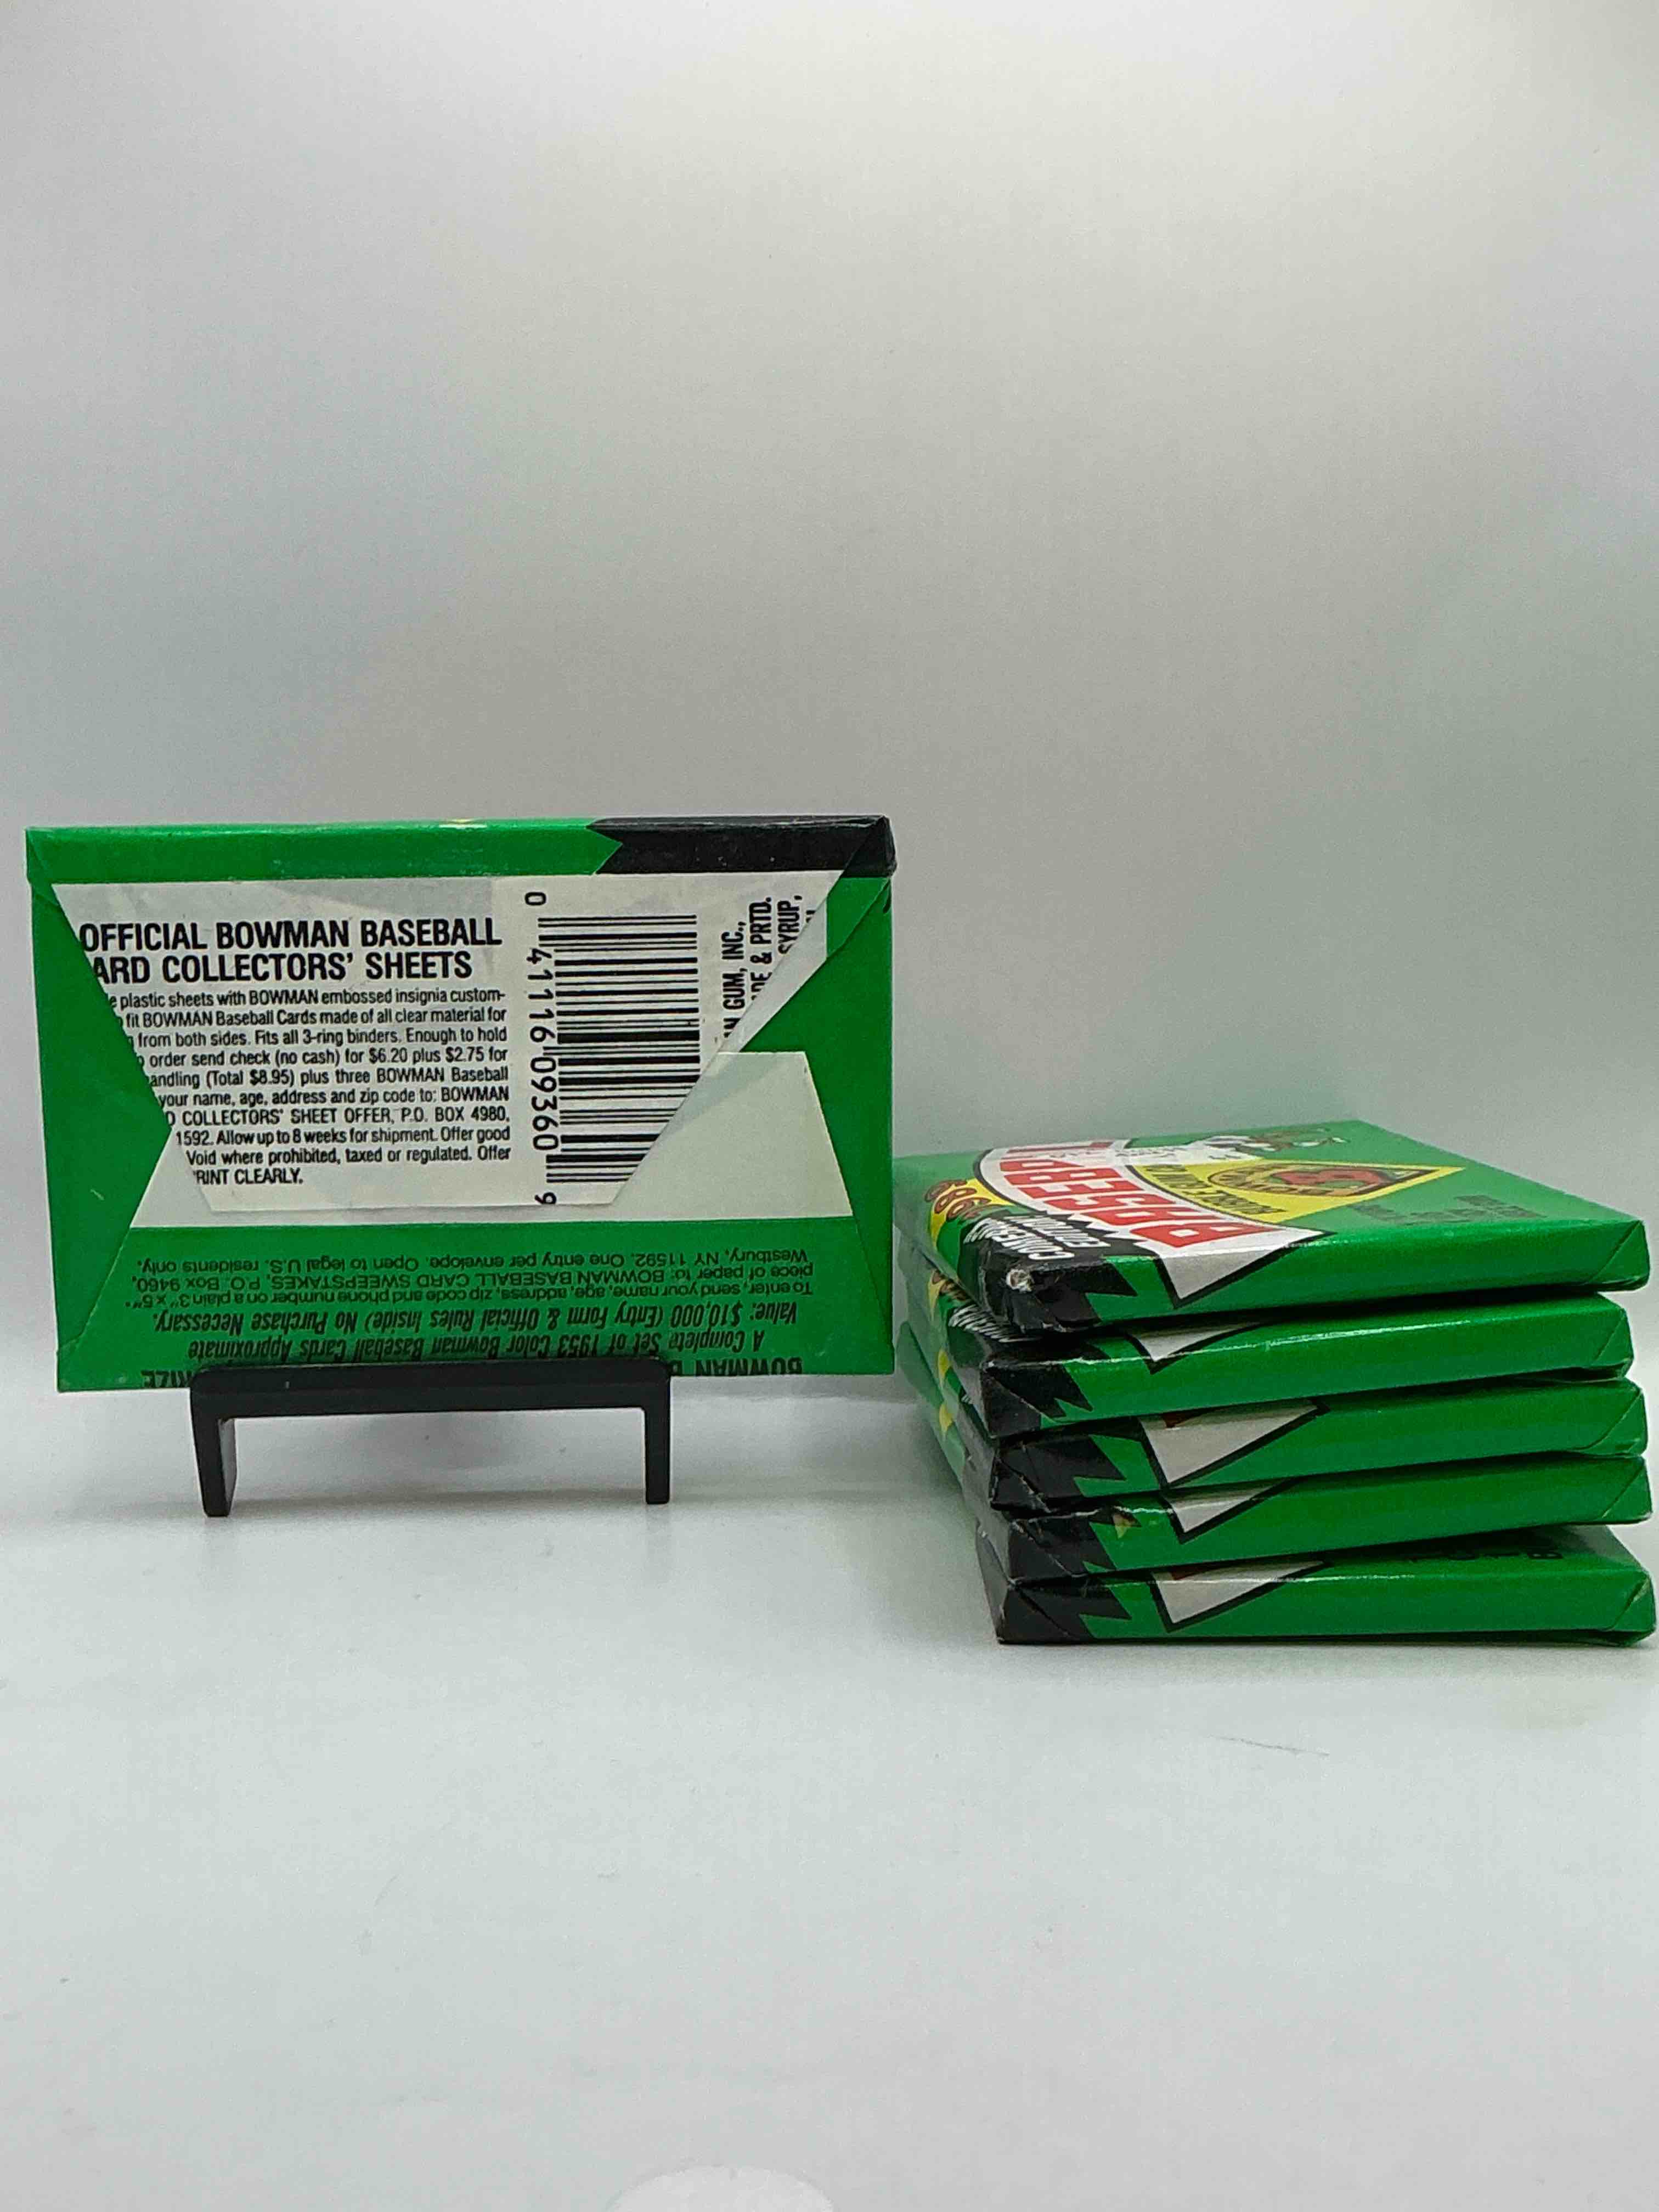 OFFICIAL BOWMAN BASEBALL
ARD COLLECTORS' SHEETS
e plastic sheets with BOWMAN embossed insignia custom-
fit BOWMAN Baseball Cards made of all clear material for
from both sides. Fits all 3-ring binders. Enough to hold
order send check (no cash) for $6.20 plus $2.75 for
andling (Total $8.95) plus three BOWMAN Baseball
your name, age, address and zip code to: BOWMAN
D COLLECTORS' SHEET OFFER, P.O. BOX 4980,
1592. Allow up to 8 weeks for shipment. Offer good
Void where prohibited, taxed or regulated. Offer
RINT CLEARLY.
0 41116 09360 9
N GUM, INC.,
DE & PRTD.
SYRUP,
BOWMAN
A Complete Set of 1953 Color Bowman Baseball Cards Approximate
Value: $10,000 (Entry Form & Official Rules Inside) No Purchase Necessary.
To enter, send your name, age, address, zip code and phone number on a plain 3" x 5"
piece of paper to: BOWMAN BASEBALL CARD SWEEPSTAKES, P.O. Box 9460,
Westbury, NY 11592. One entry per envelope. Open to legal U.S. residents only.
BASEBALL
BUBBLE GUM
1989